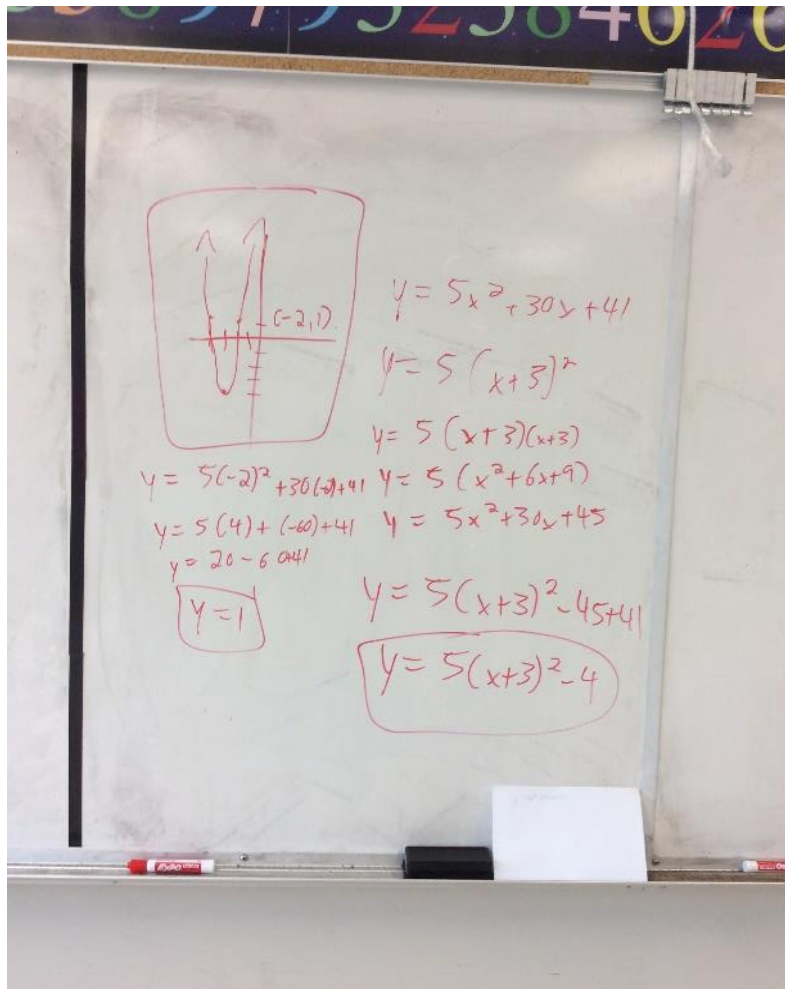 (-2,1)
y = 5x² + 30x + 41
y = 5(x+3)²
y = 5(x+3)(x+3)
y = 5(x²+6x+9)
y = 5x²+30x+45
y = 5(x+3)²-45+41
y = 5(x+3)²-4
y = 5(-2)² +30(-2)+41
y = 5(4) + (-60) +41
y = 20 - 60+41
y = 1
EXPO